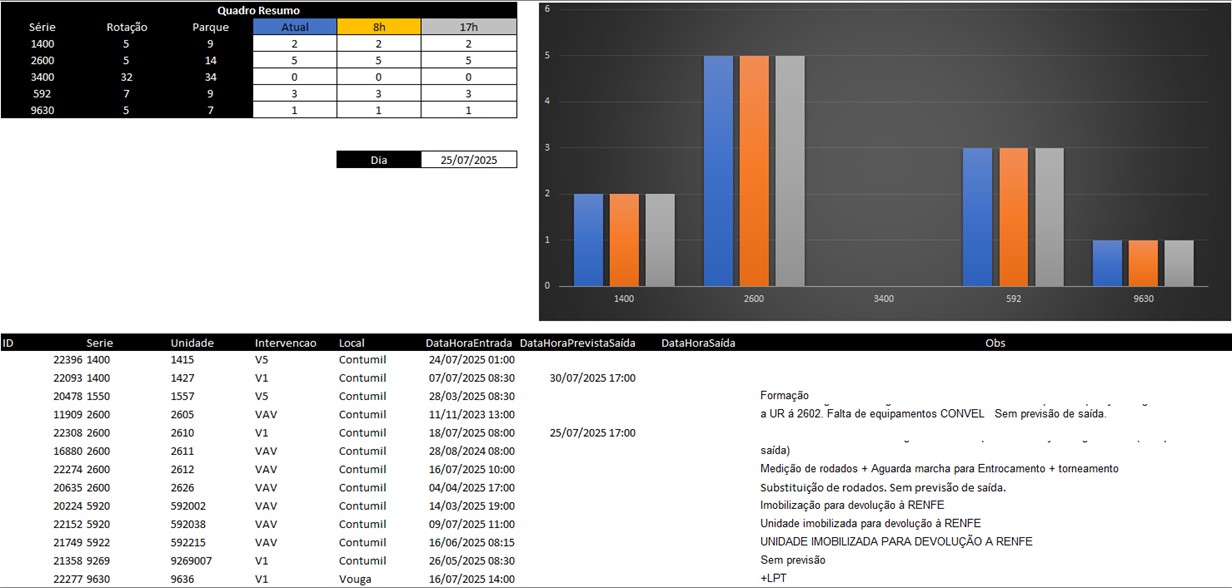 Quadro Resumo
Série Rotação Parque Atual 8h 17h
1400 5 9 2 2 2
2600 5 14 5 5 5
3400 32 34 0 0 0
592 7 9 3 3 3
9630 5 7 1 1 1
Dia 25/07/2025
6
5
4
3
2
1
0
1400 2600 3400 592 9630
ID Serie Unidade Intervencao Local DataHoraEntrada DataHoraPrevistaSaída DataHoraSaída Obs
22396 1400 1415 V5 Contumil 24/07/2025 01:00
22093 1400 1427 V1 Contumil 07/07/2025 08:30 30/07/2025 17:00
20478 1550 1557 V5 Contumil 28/03/2025 08:30 Formação
11909 2600 2605 VAV Contumil 11/11/2023 13:00 a UR á 2602. Falta de equipamentos CONVEL Sem previsão de saída.
22308 2600 2610 V1 Contumil 18/07/2025 08:00 25/07/2025 17:00
16880 2600 2611 VAV Contumil 28/08/2024 08:00 saída)
22274 2600 2612 VAV Contumil 16/07/2025 10:00 Medição de rodados + Aguarda marcha para Entrocamento + torneamento
20635 2600 2626 VAV Contumil 04/04/2025 17:00 Substituição de rodados. Sem previsão de saída.
20224 5920 592002 VAV Contumil 14/03/2025 19:00 Imobilização para devolução à RENFE
22152 5920 592038 VAV Contumil 09/07/2025 11:00 Unidade imobilizada para devolução à RENFE
21749 5922 592215 VAV Contumil 16/06/2025 08:15 UNIDADE IMOBILIZADA PARA DEVOLUÇÃO A RENFE
21358 9269 9269007 V1 Contumil 26/05/2025 08:30 Sem previsão
22277 9630 9636 V1 Vouga 16/07/2025 14:00 +LPT